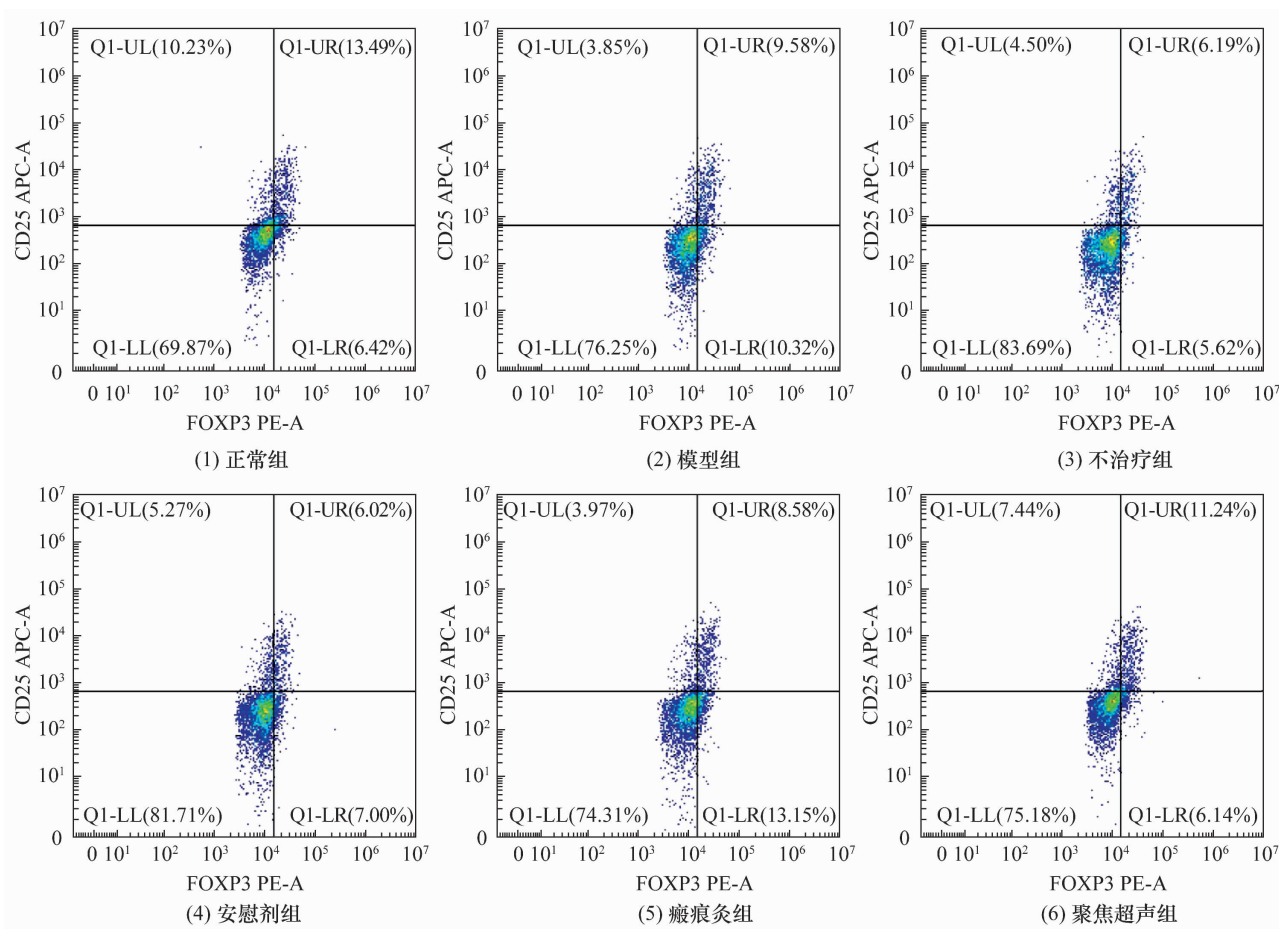 10⁷
Q1-UL(10.23%) Q1-UR(13.49%)
10⁶
10⁵
10⁴
10³
10²
10¹
0
CD25 APC-A
Q1-LL(69.87%) Q1-LR(6.42%)
0 10¹ 10² 10³ 10⁴ 10⁵ 10⁶ 10⁷
FOXP3 PE-A
(1) 正常组
10⁷
Q1-UL(3.85%) Q1-UR(9.58%)
10⁶
10⁵
10⁴
10³
10²
10¹
0
CD25 APC-A
Q1-LL(76.25%) Q1-LR(10.32%)
0 10¹ 10² 10³ 10⁴ 10⁵ 10⁶ 10⁷
FOXP3 PE-A
(2) 模型组
10⁷
Q1-UL(4.50%) Q1-UR(6.19%)
10⁶
10⁵
10⁴
10³
10²
10¹
0
CD25 APC-A
Q1-LL(83.69%) Q1-LR(5.62%)
0 10¹ 10² 10³ 10⁴ 10⁵ 10⁶ 10⁷
FOXP3 PE-A
(3) 不治疗组
10⁷
Q1-UL(5.27%) Q1-UR(6.02%)
10⁶
10⁵
10⁴
10³
10²
10¹
0
CD25 APC-A
Q1-LL(81.71%) Q1-LR(7.00%)
0 10¹ 10² 10³ 10⁴ 10⁵ 10⁶ 10⁷
FOXP3 PE-A
(4) 安慰剂组
10⁷
Q1-UL(3.97%) Q1-UR(8.58%)
10⁶
10⁵
10⁴
10³
10²
10¹
0
CD25 APC-A
Q1-LL(74.31%) Q1-LR(13.15%)
0 10¹ 10² 10³ 10⁴ 10⁵ 10⁶ 10⁷
FOXP3 PE-A
(5) 瘢痕灸组
10⁷
Q1-UL(7.44%) Q1-UR(11.24%)
10⁶
10⁵
10⁴
10³
10²
10¹
0
CD25 APC-A
Q1-LL(75.18%) Q1-LR(6.14%)
0 10¹ 10² 10³ 10⁴ 10⁵ 10⁶ 10⁷
FOXP3 PE-A
(6) 聚焦超声组